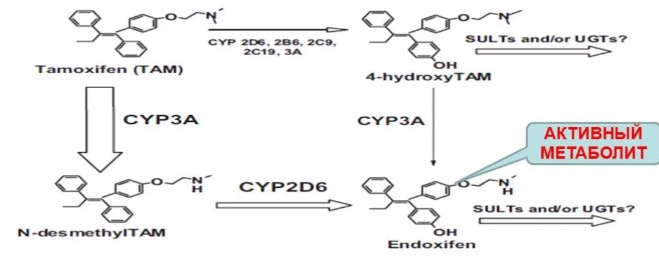 CYP 2D6, 2B6, 2C9,
2C19, 3A
SULTs and/or UGTs?
OH
Tamoxifen (TAM)
4-hydroxyTAM
CYP3A
CYP3A
АКТИВНЫЙ
МЕТАБОЛИТ
CYP2D6
SULTs and/or UGTs?
OH
N-desmethylTAM
Endoxifen
O
N
O
N
O
N
H
O
N
H